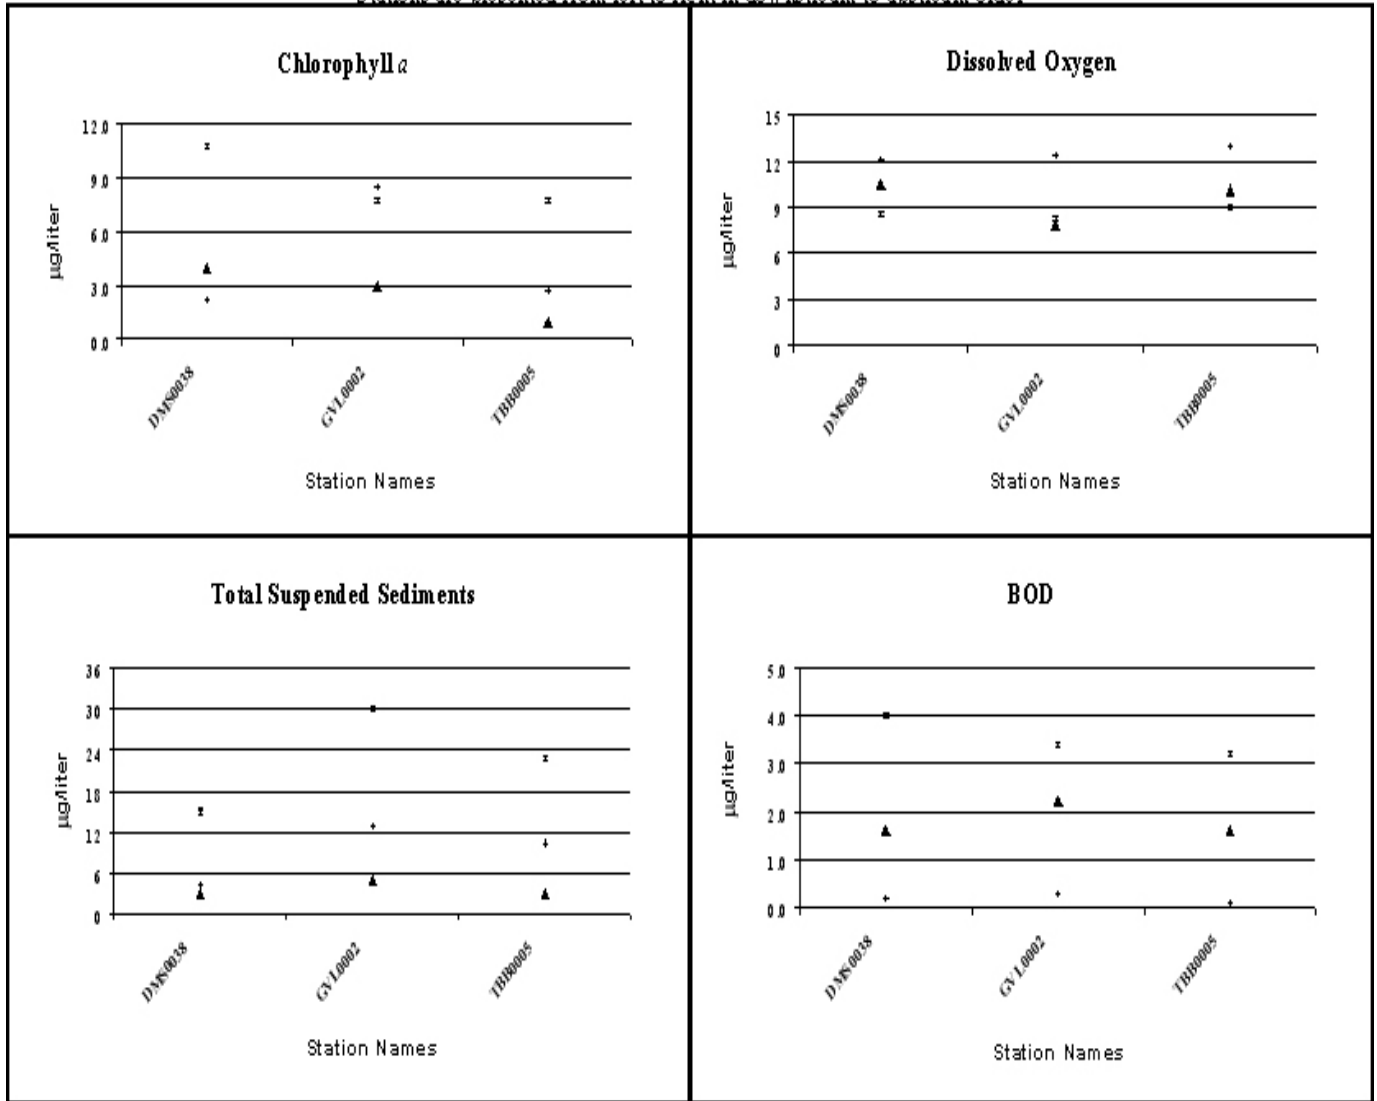 Chlorophyll a
12.0
9.0
6.0
3.0
0.0
µg/liter
DMS0038
GVL0002
TBB0005
Station Names
Dissolved Oxygen
15
12
9
6
3
0
µg/liter
DMS0038
GVL0002
TBB0005
Station Names
Total Suspended Sediments
36
30
24
18
12
6
0
µg/liter
DMS0038
GVL0002
TBB0005
Station Names
BOD
5.0
4.0
3.0
2.0
1.0
0.0
µg/liter
DMS0038
GVL0002
TBB0005
Station Names